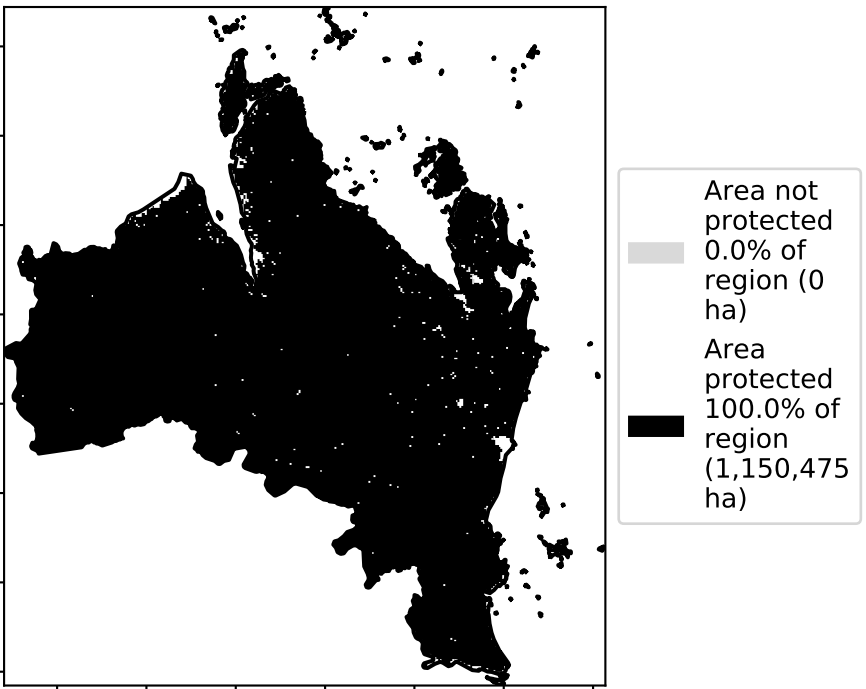 Area not
protected
0.0% of
region (0
ha)
Area
protected
100.0% of
region
(1,150,475
ha)